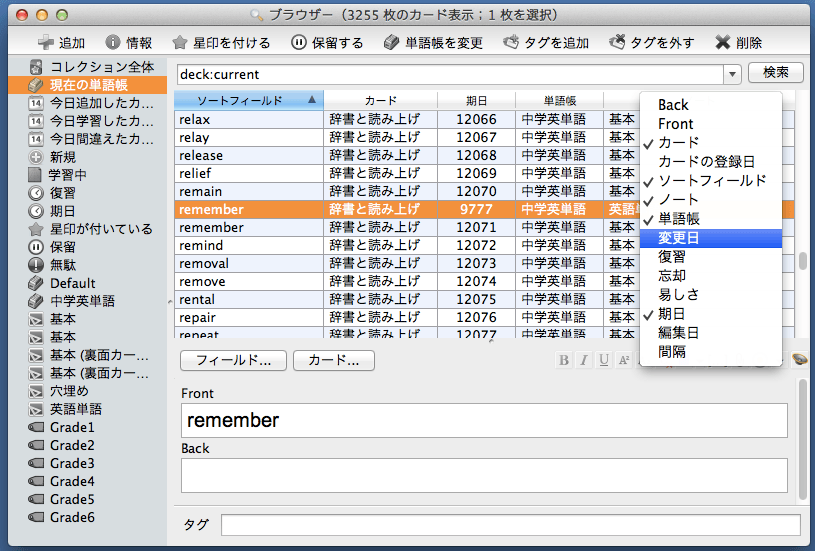 ブラウザー（3255 枚のカード表示；1 枚を選択）
追加 情報 星印を付ける 保留する 単語帳を変更 タグを追加 タグを外す 削除
コレクション全体
現在の単語帳
今日追加したカ...
今日学習したカ...
今日間違えたカ...
新規
学習中
復習
期日
星印が付いている
保留
無駄
Default
中学英単語
基本
基本
基本 (裏面カー...
基本 (裏面カー...
穴埋め
英語単語
Grade1
Grade2
Grade3
Grade4
Grade5
Grade6
deck:current 検索
ソートフィールド カード 期日 単語帳
relax 辞書と読み上げ 12066 中学英単語 基本
relay 辞書と読み上げ 12067 中学英単語 基本
release 辞書と読み上げ 12068 中学英単語 基本
relief 辞書と読み上げ 12069 中学英単語 基本
remain 辞書と読み上げ 12070 中学英単語 基本
remember 辞書と読み上げ 9777 中学英単語
remember 辞書と読み上げ 12071 中学英単語 基本
remind 辞書と読み上げ 12072 中学英単語 基本
removal 辞書と読み上げ 12073 中学英単語 基本
remove 辞書と読み上げ 12074 中学英単語 基本
rental 辞書と読み上げ 12075 中学英単語 基本
repair 辞書と読み上げ 12076 中学英単語 基本
repeat 辞書と読み上げ 12077 中学英単語 基本
Back
Front
カード
カードの登録日
ソートフィールド
ノート
単語帳
変更日
復習
忘却
易しさ
期日
編集日
間隔
フィールド... カード... B I U A²
Front
remember
Back
タグ